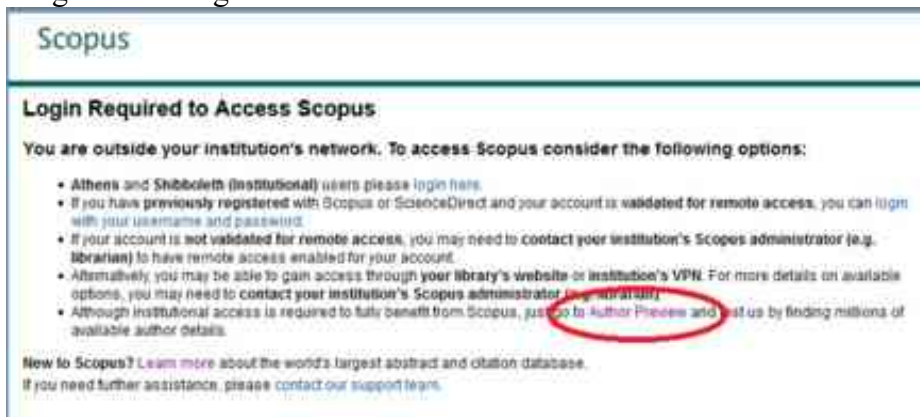 Scopus
Login Required to Access Scopus
You are outside your institution's network. To access Scopus consider the following options:
• Athens and Shibboleth (Institutional) users please login here.
• If you have previously registered with Scopus or ScienceDirect and your account is validated for remote access, you can login
with your username and password.
• If your account is not validated for remote access, you may need to contact your institution's Scopus administrator (e.g.
librarian) to have remote access enabled for your account.
• Alternatively, you may be able to gain access through your library's website or institution's VPN. For more details on available
options, you may need to contact your institution's Scopus administrator (e.g. librarian)
• Although institutional access is required to fully benefit from Scopus, just go to Author Preview and test us by finding millions of
available author details.
New to Scopus? Learn more about the world's largest abstract and citation database.
If you need further assistance, please contact our support team.